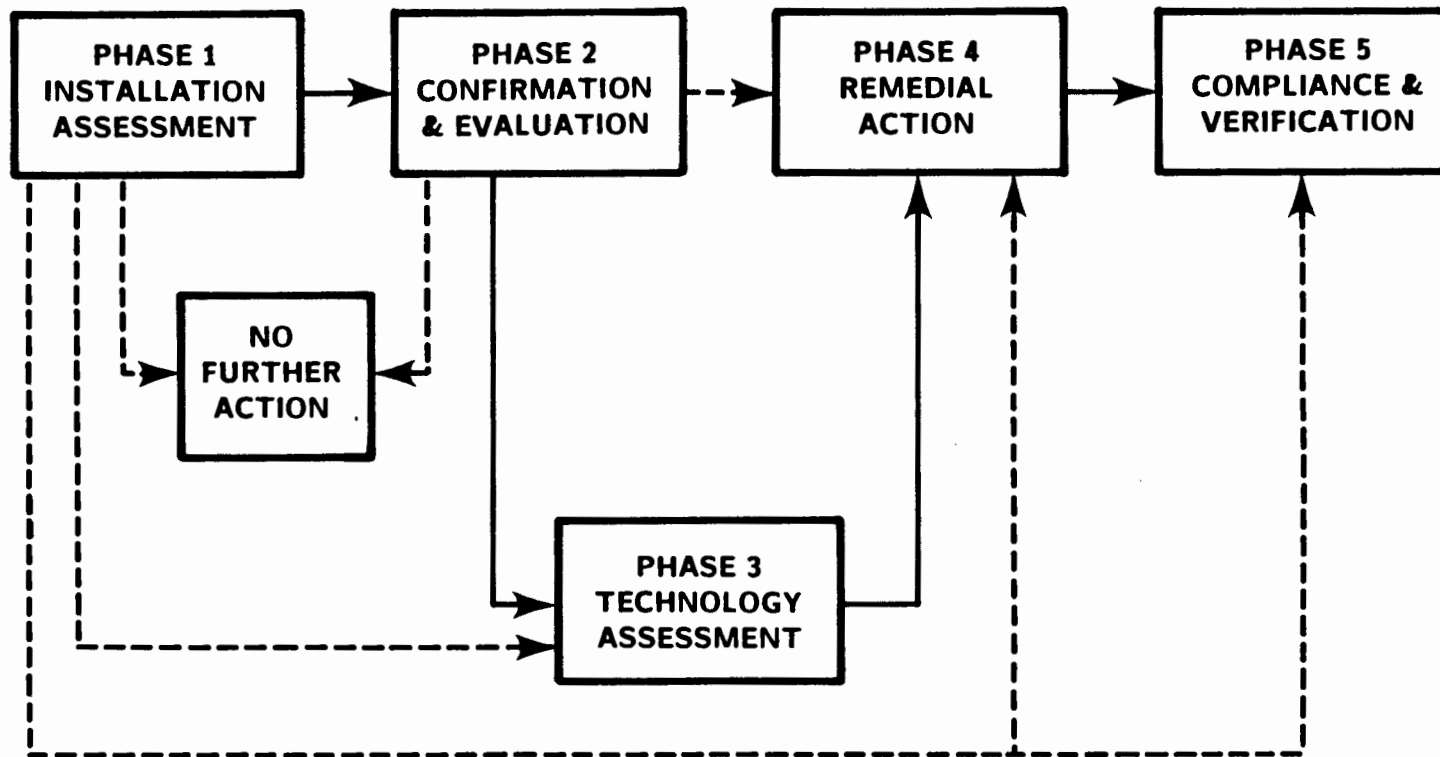 PHASE 1
INSTALLATION
ASSESSMENT
PHASE 2
CONFIRMATION
& EVALUATION
PHASE 4
REMEDIAL
ACTION
PHASE 5
COMPLIANCE &
VERIFICATION
NO
FURTHER
ACTION
PHASE 3
TECHNOLOGY
ASSESSMENT